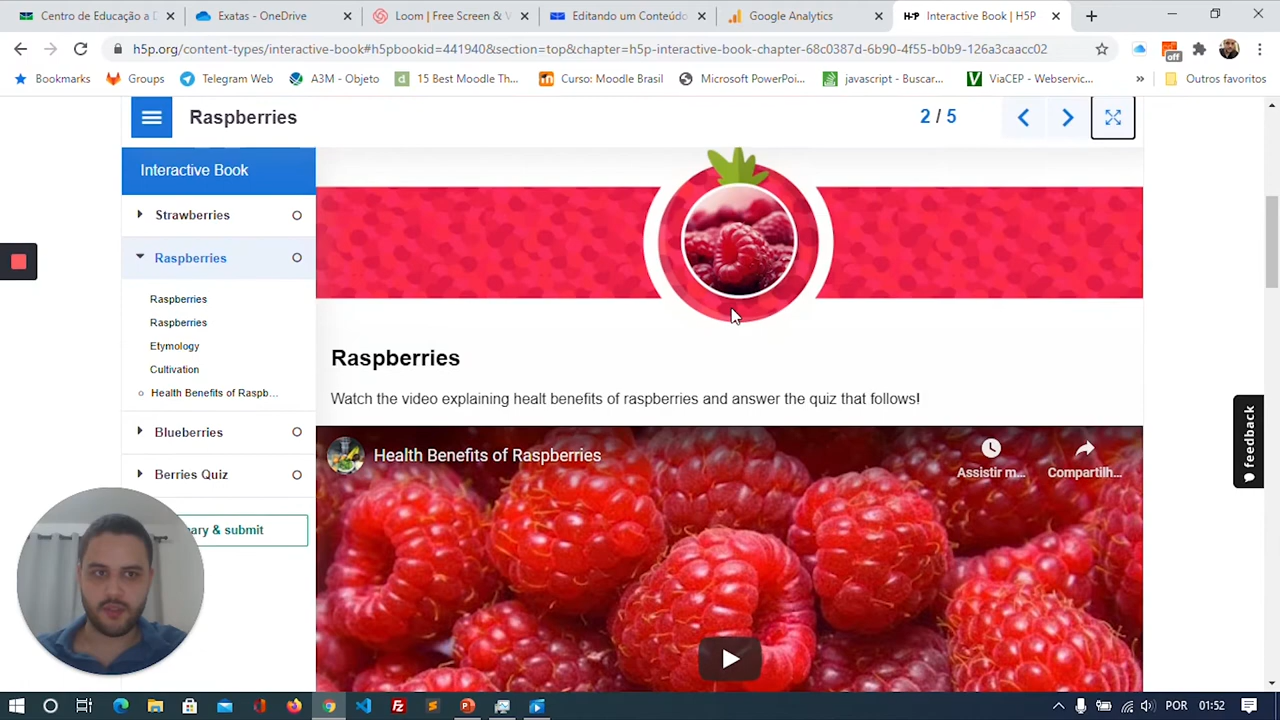 Centro de Educação a D
Exatas - OneDrive
Loom | Free Screen & V
Editando um Conteúdo
Google Analytics
H-P
Interactive Book | H5P
h5p.org/content-types/interactive-book#h5pbookid=441940&section=top&chapter=h5p-interactive-book-chapter-68c0387d-6b90-4f55-b0b9-126a3caacc02
off
Bookmarks
Groups
Telegram Web
A3M - Objeto
15 Best Moodle Th...
Curso: Moodle Brasil
Microsoft PowerPoi...
javascript - Buscar...
ViaCEP - Webservic...
»
Outros favoritos
Raspberries
2 / 5
Interactive Book
Strawberries
Raspberries
Raspberries
Raspberries
Etymology
Cultivation
Health Benefits of Raspb...
Blueberries
Berries Quiz
ary & submit
Raspberries
Watch the video explaining healt benefits of raspberries and answer the quiz that follows!
Health Benefits of Raspberries
Assistir m...
Compartilh...
feedback
POR
01:52